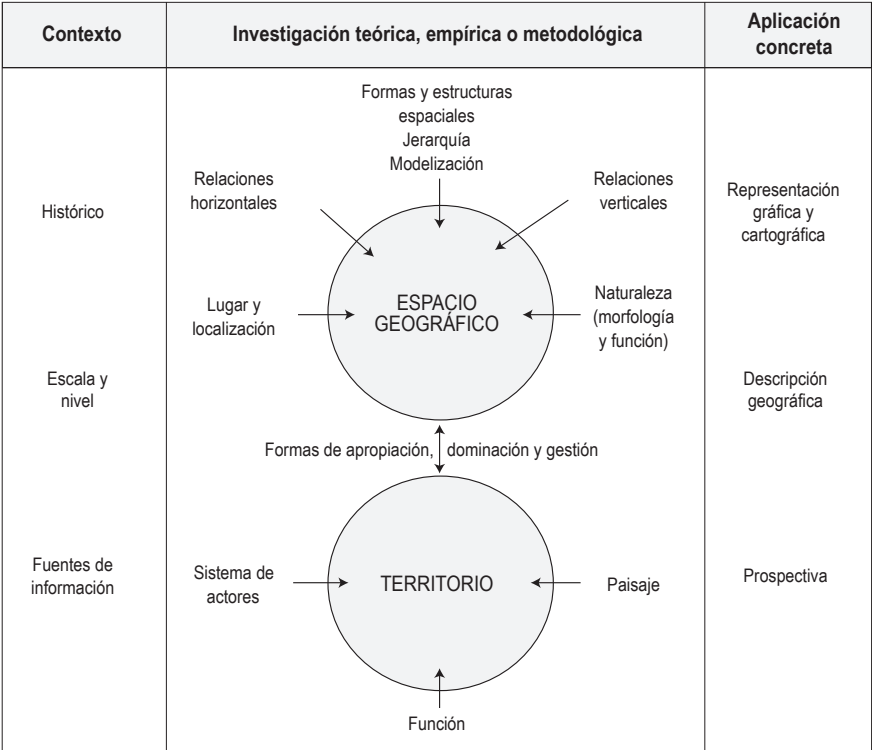 Contexto
Investigación teórica, empírica o metodológica
Aplicación
concreta
Histórico
Escala y
nivel
Fuentes de
información
Formas y estructuras
espaciales
Jerarquía
Modelización
Relaciones
horizontales
Relaciones
verticales
Lugar y
localización
ESPACIO
GEOGRÁFICO
Naturaleza
(morfología
y función)
Formas de apropiación, dominación y gestión
Sistema de
actores
TERRITORIO
Paisaje
Función
Representación
gráfica y
cartográfica
Descripción
geográfica
Prospectiva